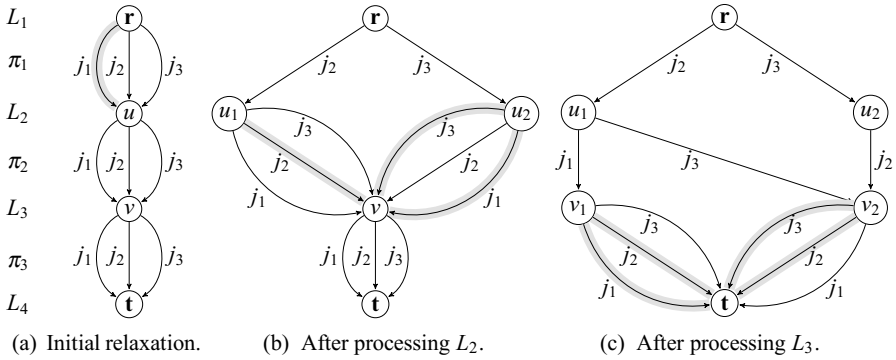 L₁ r r r
π₁ j₁ j₂ j₃ j₂ j₃ j₂ j₃
L₂ u u₁ u₂ u₁ u₂
π₂ j₁ j₂ j₃ j₃ j₂ j₁ j₃ j₂ j₁ j₁ j₃ j₂
L₃ v v v₁ v₂
π₃ j₁ j₂ j₃ j₁ j₂ j₃ j₃ j₂ j₁ j₃ j₂ j₁
L₄ t t t
(a) Initial relaxation. (b) After processing L₂. (c) After processing L₃.